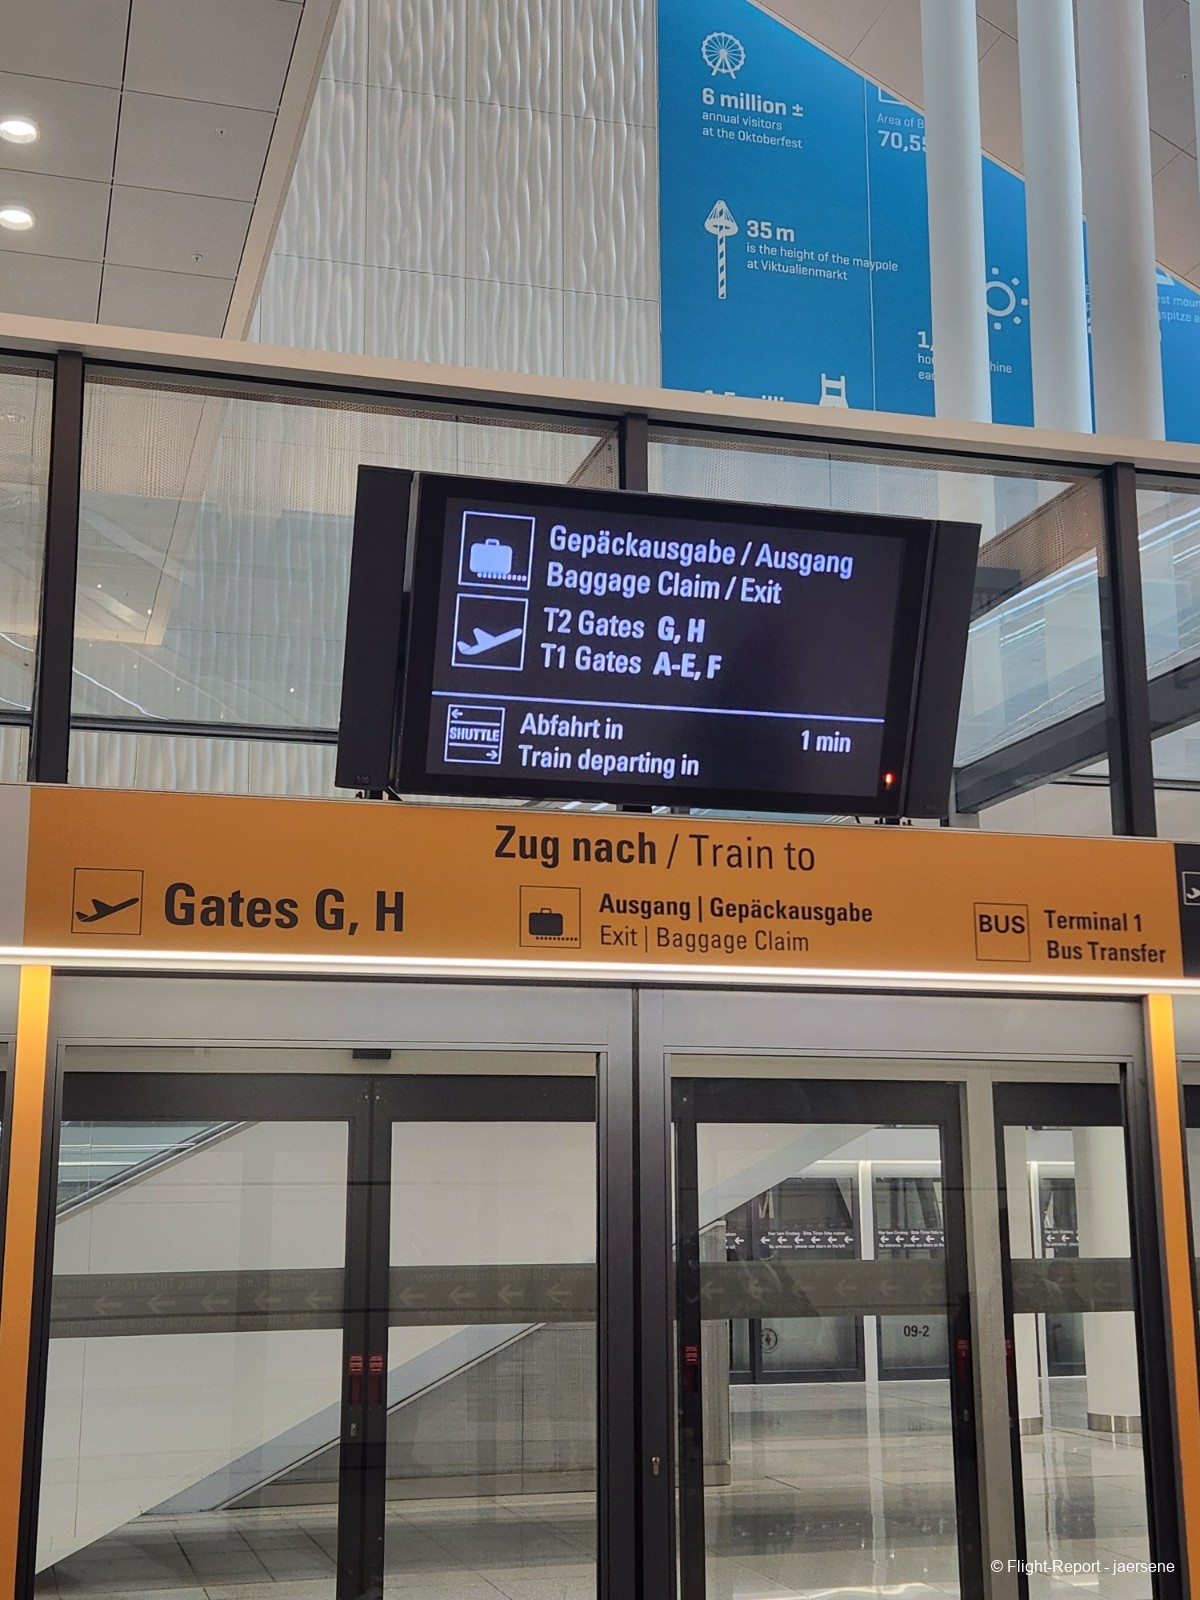 6 million ±
annual visitors
at the Oktoberfest
Area of
35 m
is the height of the maypole
at Viktualienmarkt
Gepäckausgabe / Ausgang
Baggage Claim / Exit
T2 Gates G, H
T1 Gates A-E, F
SHUTTLE
Abfahrt in
Train departing in
1 min
Zug nach / Train to
Gates G, H
Ausgang | Gepäckausgabe
Exit | Baggage Claim
BUS
Terminal 1
Bus Transfer
09-2
© Flight-Report - jaersene